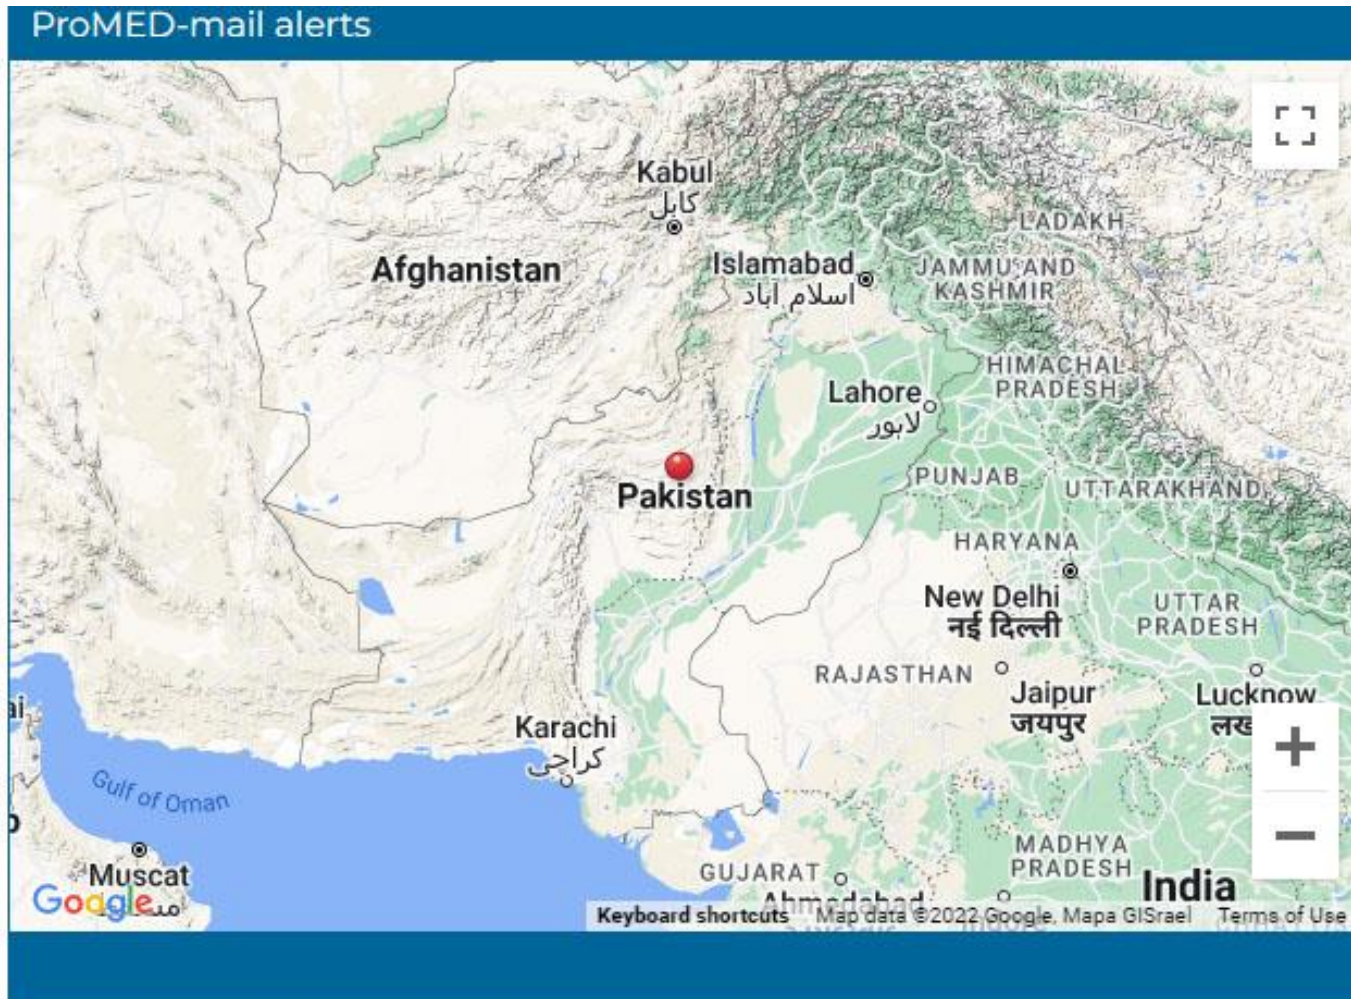 ProMED-mail alerts
Kabul
کابل
LADAKH
Afghanistan
Islamabad
اسلام آباد
JAMMU AND
KASHMIR
HIMACHAL
PRADESH
Lahore
لاہور
Pakistan
PUNJAB
UTTARAKHAND
HARYANA
New Delhi
नई दिल्ली
UTTAR
PRADESH
RAJASTHAN
Jaipur
जयपुर
Lucknow
Karachi
کراچی
Gulf of Oman
MADHYA
PRADESH
Muscat
GUJARAT
Ahmedabad
India
Google
Keyboard shortcuts
Map data ©2022 Google, Mapa GISrael
Terms of Use